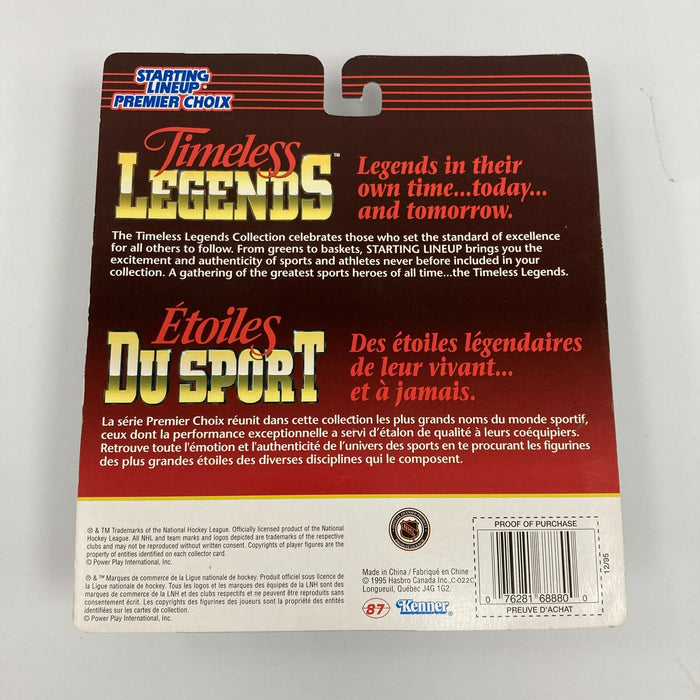 STARTING
LINEUP
PREMIER CHOIX
Timeless
LEGENDS™
Legends in their
own time...today...
and tomorrow.
The Timeless Legends Collection celebrates those who set the standard of excellence
for all others to follow. From greens to baskets, STARTING LINEUP brings you the
excitement and authenticity of sports and athletes never before included in your
collection. A gathering of the greatest sports heroes of all time...the Timeless Legends.
Étoiles
DU SPORT
Des étoiles légendaires
de leur vivant...
et à jamais.
La série Premier Choix réunit dans cette collection les plus grands noms du monde sportif,
ceux dont la performance exceptionnelle a servi d'étalon de qualité à leurs coéquipiers.
Retrouve toute l'émotion et l'authenticité de l'univers des sports en te procurant les figurines
des plus grandes étoiles des diverses disciplines qui le composent.
® & TM Trademarks of the National Hockey League. Officially licensed product of the National
Hockey League. All NHL and team marks and logos depicted are trademarks of the respective
clubs and may not be reproduced without written consent. Copyrights of player figures are the
property of entities identified on each collector card.
© Power Play International, Inc.
® & ™ Marques de commerce de la Ligue nationale de hockey. Produit officiel sous licence de
la Ligue nationale de hockey. Tous les logos et les marques des équipes de la LNH sont des
marques de commerce de la LNH et des clubs respectifs et ne peuvent être reproduits sans
consentement écrit. Les copyrights des figurines des joueurs sont la propriété des entités
identifiées sur les cartes de collection.
© Power Play International, Inc.
NHL
Made in China / Fabriqué en Chine
© 1995 Hasbro Canada Inc., C-022C
Longueuil, Québec J4G 1G2.
87 Kenner
PROOF OF PURCHASE
0 76281 68880 0
PREUVE D'ACHAT
12/95